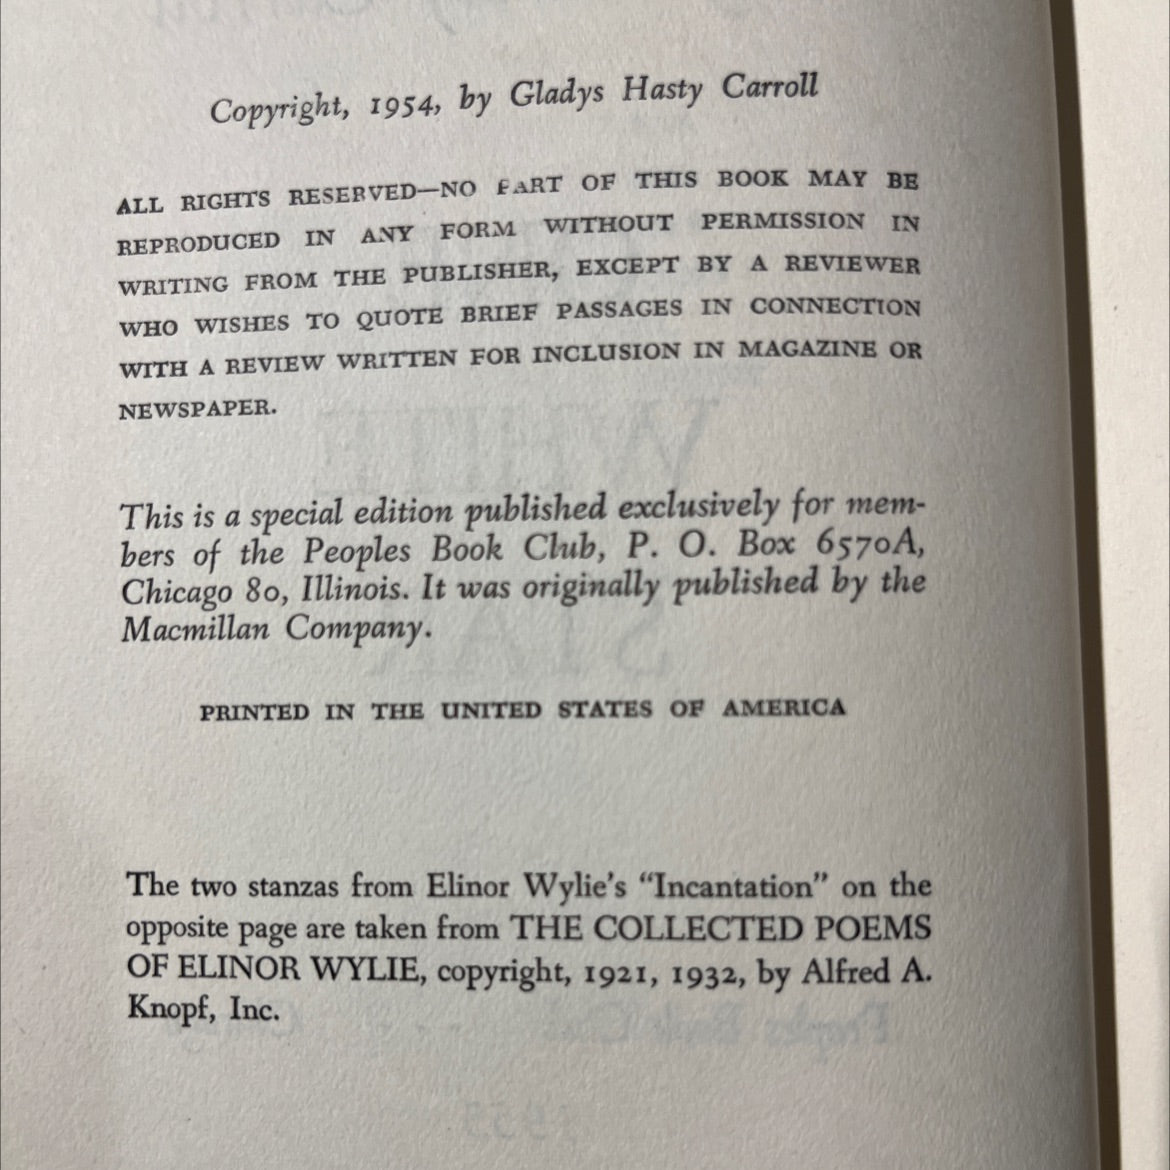 Copyright, 1954, by Gladys Hasty Carroll
ALL RIGHTS RESERVED—NO PART OF THIS BOOK MAY BE
REPRODUCED IN ANY FORM WITHOUT PERMISSION IN
WRITING FROM THE PUBLISHER, EXCEPT BY A REVIEWER
WHO WISHES TO QUOTE BRIEF PASSAGES IN CONNECTION
WITH A REVIEW WRITTEN FOR INCLUSION IN MAGAZINE OR
NEWSPAPER.
This is a special edition published exclusively for mem-
bers of the Peoples Book Club, P. O. Box 6570A,
Chicago 80, Illinois. It was originally published by the
Macmillan Company.
PRINTED IN THE UNITED STATES OF AMERICA
The two stanzas from Elinor Wylie's “Incantation” on the
opposite page are taken from THE COLLECTED POEMS
OF ELINOR WYLIE, copyright, 1921, 1932, by Alfred A.
Knopf, Inc.